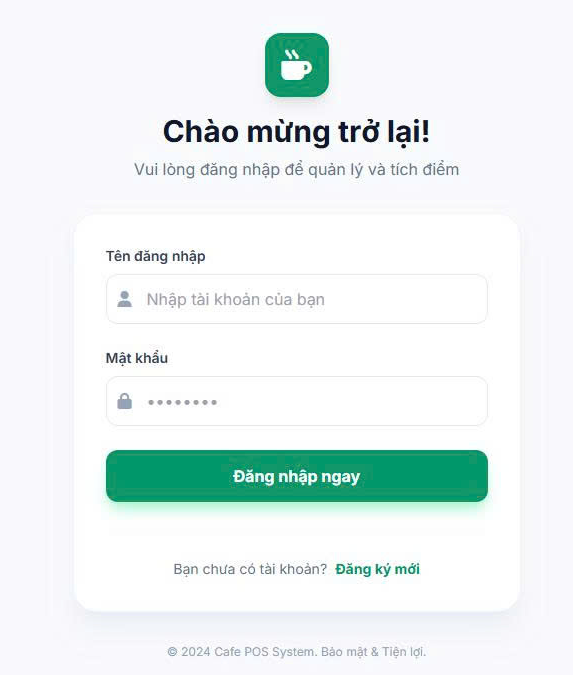 Chào mừng trở lại!
Vui lòng đăng nhập để quản lý và tích điểm
Tên đăng nhập
Nhập tài khoản của bạn
Mật khẩu
••••••••
Đăng nhập ngay
Bạn chưa có tài khoản? Đăng ký mới
© 2024 Cafe POS System. Bảo mật & Tiện lợi.